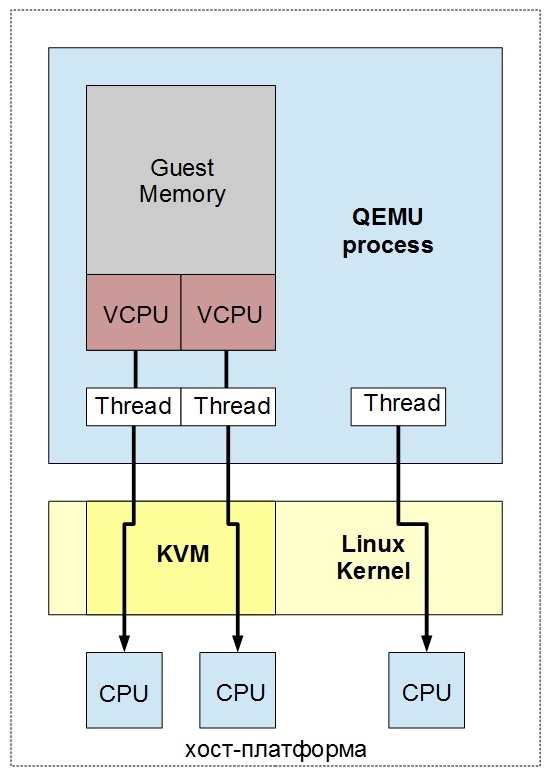 Guest
Memory
QEMU
process
VCPU VCPU
Thread Thread Thread
KVM
Linux
Kernel
CPU CPU CPU
хост-платформа